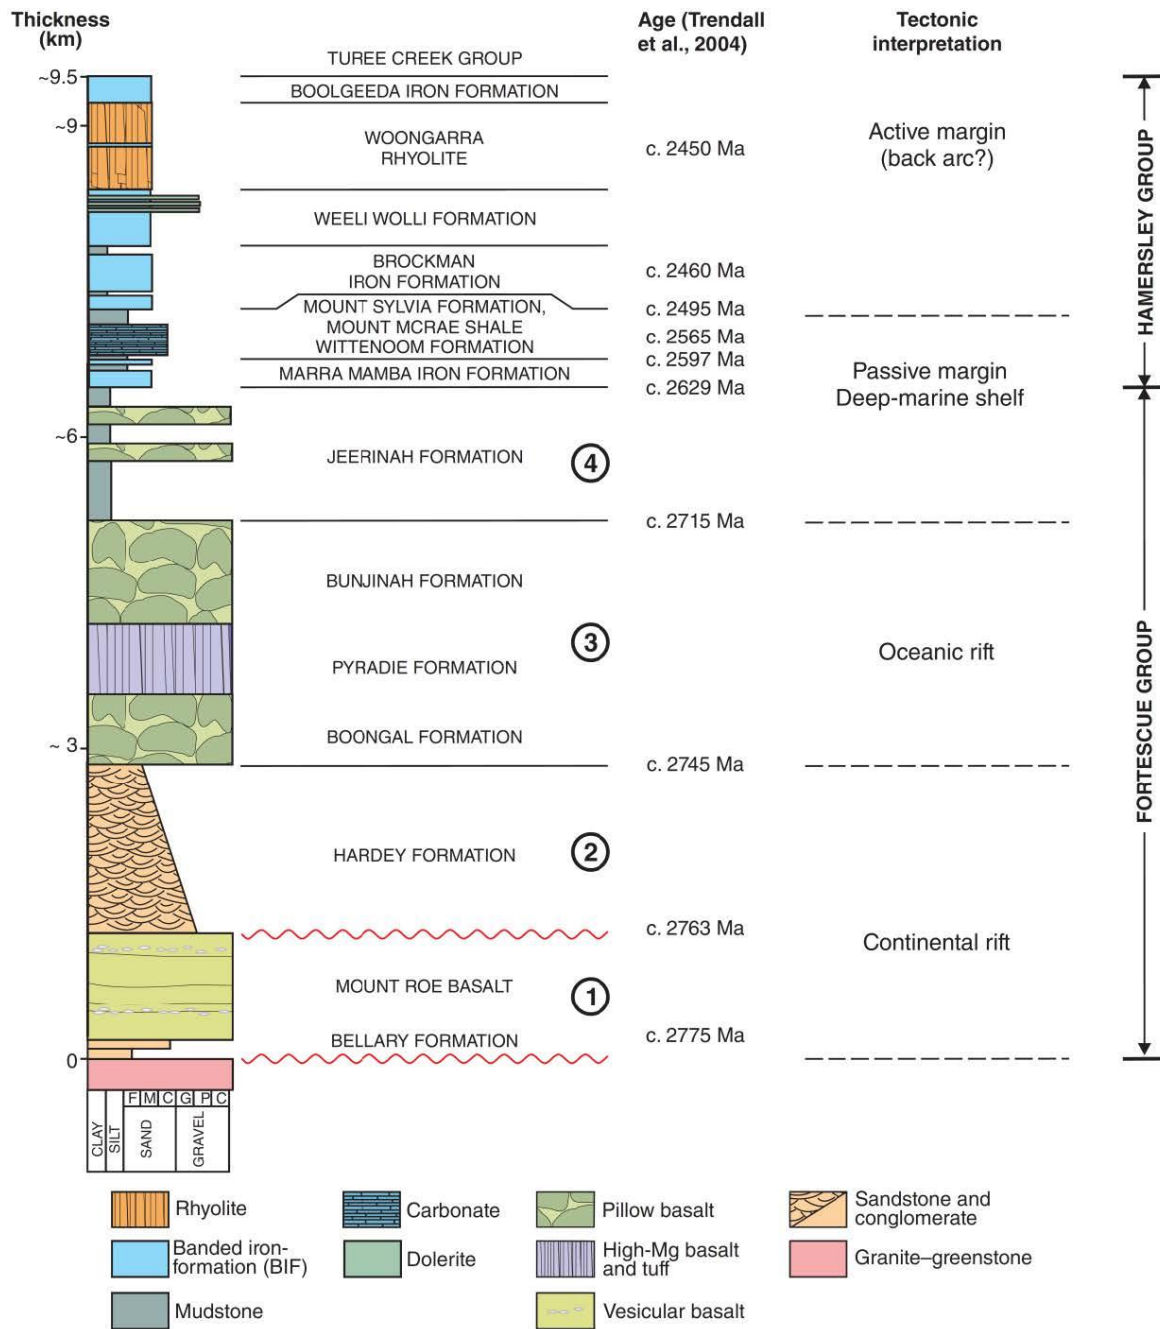 Thickness
(km)
Age (Trendall
et al., 2004)
Tectonic
interpretation
TUREE CREEK GROUP
~9.5
BOOLGEEDA IRON FORMATION
~9
WOONGARRA
RHYOLITE
c. 2450 Ma
Active margin
(back arc?)
WEELI WOLLI FORMATION
BROCKMAN
IRON FORMATION
c. 2460 Ma
MOUNT SYLVIA FORMATION,
c. 2495 Ma
MOUNT MCRAE SHALE
c. 2565 Ma
WITTENOOM FORMATION
c. 2597 Ma
MARRA MAMBA IRON FORMATION
c. 2629 Ma
Passive margin
Deep-marine shelf
HAMERSLEY GROUP
~6
JEERINAH FORMATION
4
c. 2715 Ma
BUNJINAH FORMATION
3
PYRADIE FORMATION
Oceanic rift
~ 3
BOONGAL FORMATION
c. 2745 Ma
HARDEY FORMATION
2
c. 2763 Ma
Continental rift
MOUNT ROE BASALT
1
BELLARY FORMATION
c. 2775 Ma
0
FORTESCUE GROUP
F M C G P C
CLAY
SILT
SAND
GRAVEL
Rhyolite
Carbonate
Pillow basalt
Sandstone and
conglomerate
Banded iron-
formation (BIF)
Dolerite
High-Mg basalt
and tuff
Granite–greenstone
Mudstone
Vesicular basalt